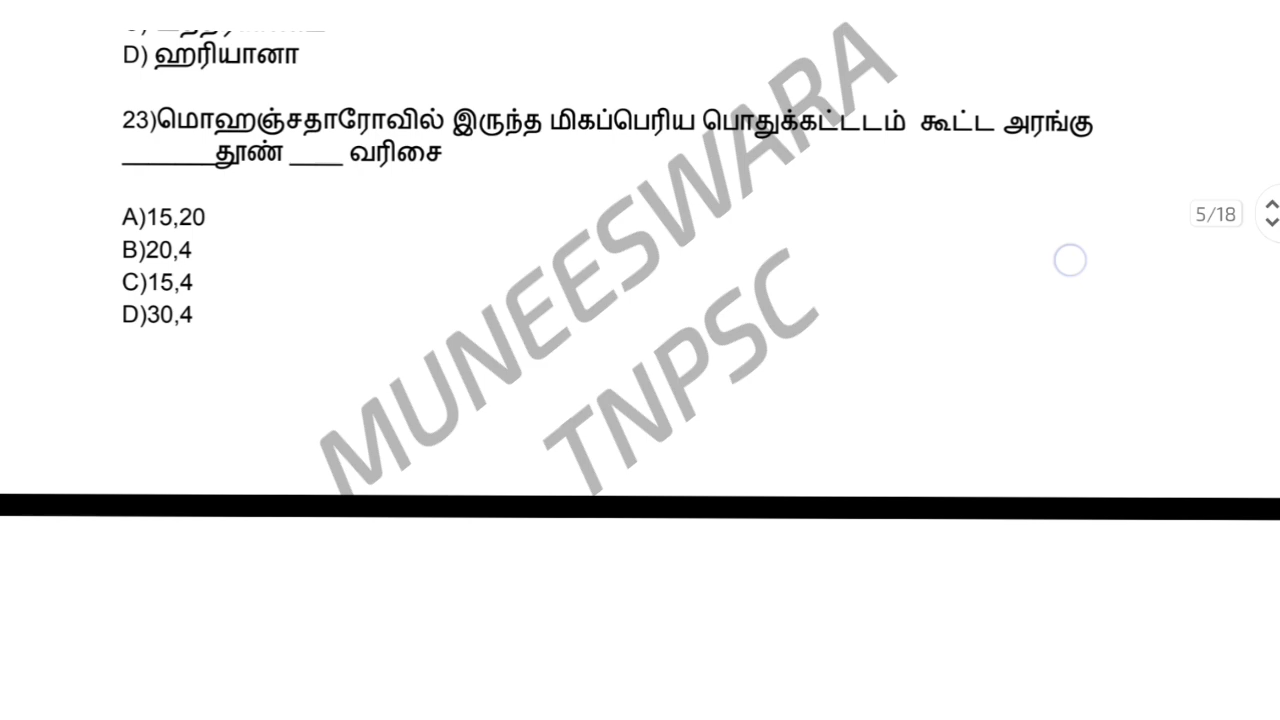 D) ஹரியானா
23)மொஹஞ்சதாரோவில் இருந்த மிகப்பெரிய பொதுக்கட்டடம் கூட்ட அரங்கு
_______தூண் ____ வரிசை
A)15,20
B)20,4
C)15,4
D)30,4
5/18
MUNEESWARA
TNPSC